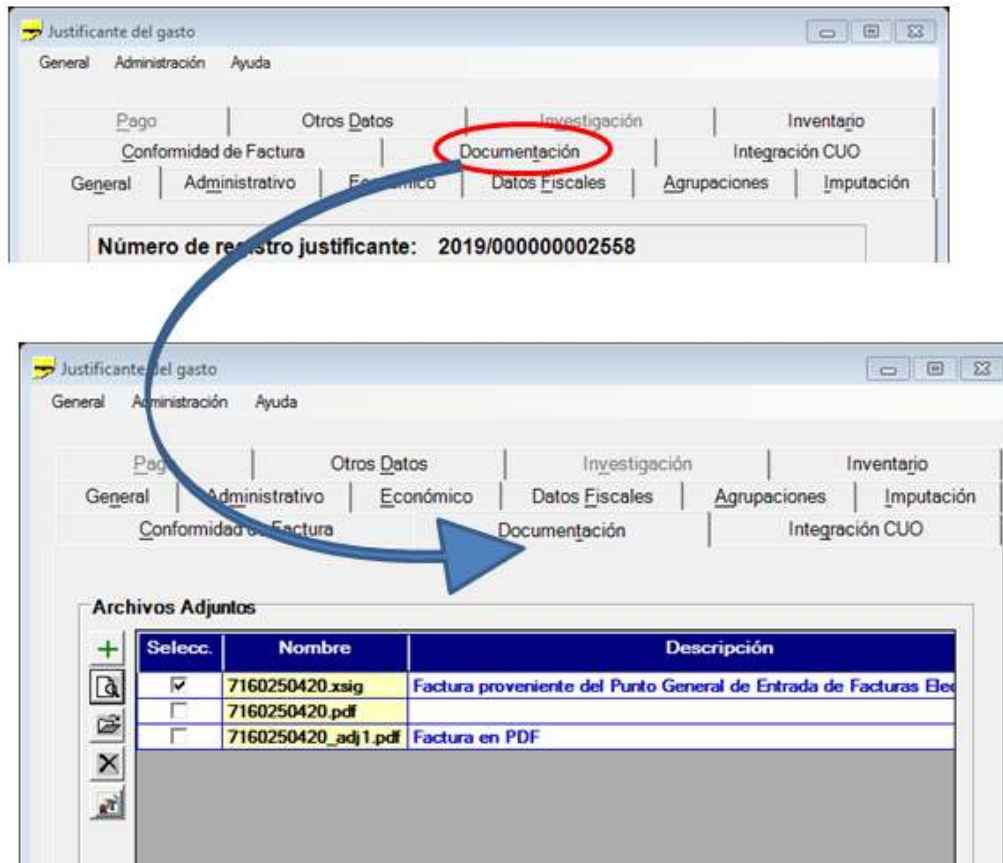 Justificante del gasto
General Administración Ayuda
Pago Otros Datos Investigación Inventario
Conformidad de Factura Documentación Integración CUO
General Administrativo Económico Datos Fiscales Agrupaciones Imputación
Número de registro justificante: 2019/000000002558
Justificante del gasto
General Administración Ayuda
Pago Otros Datos Investigación Inventario
General Administrativo Económico Datos Fiscales Agrupaciones Imputación
Conformidad de Factura Documentación Integración CUO
Archivos Adjuntos
Selecc. Nombre Descripción
7160250420.xsig Factura proveniente del Punto General de Entrada de Facturas Elec
7160250420.pdf
7160250420_adj1.pdf Factura en PDF